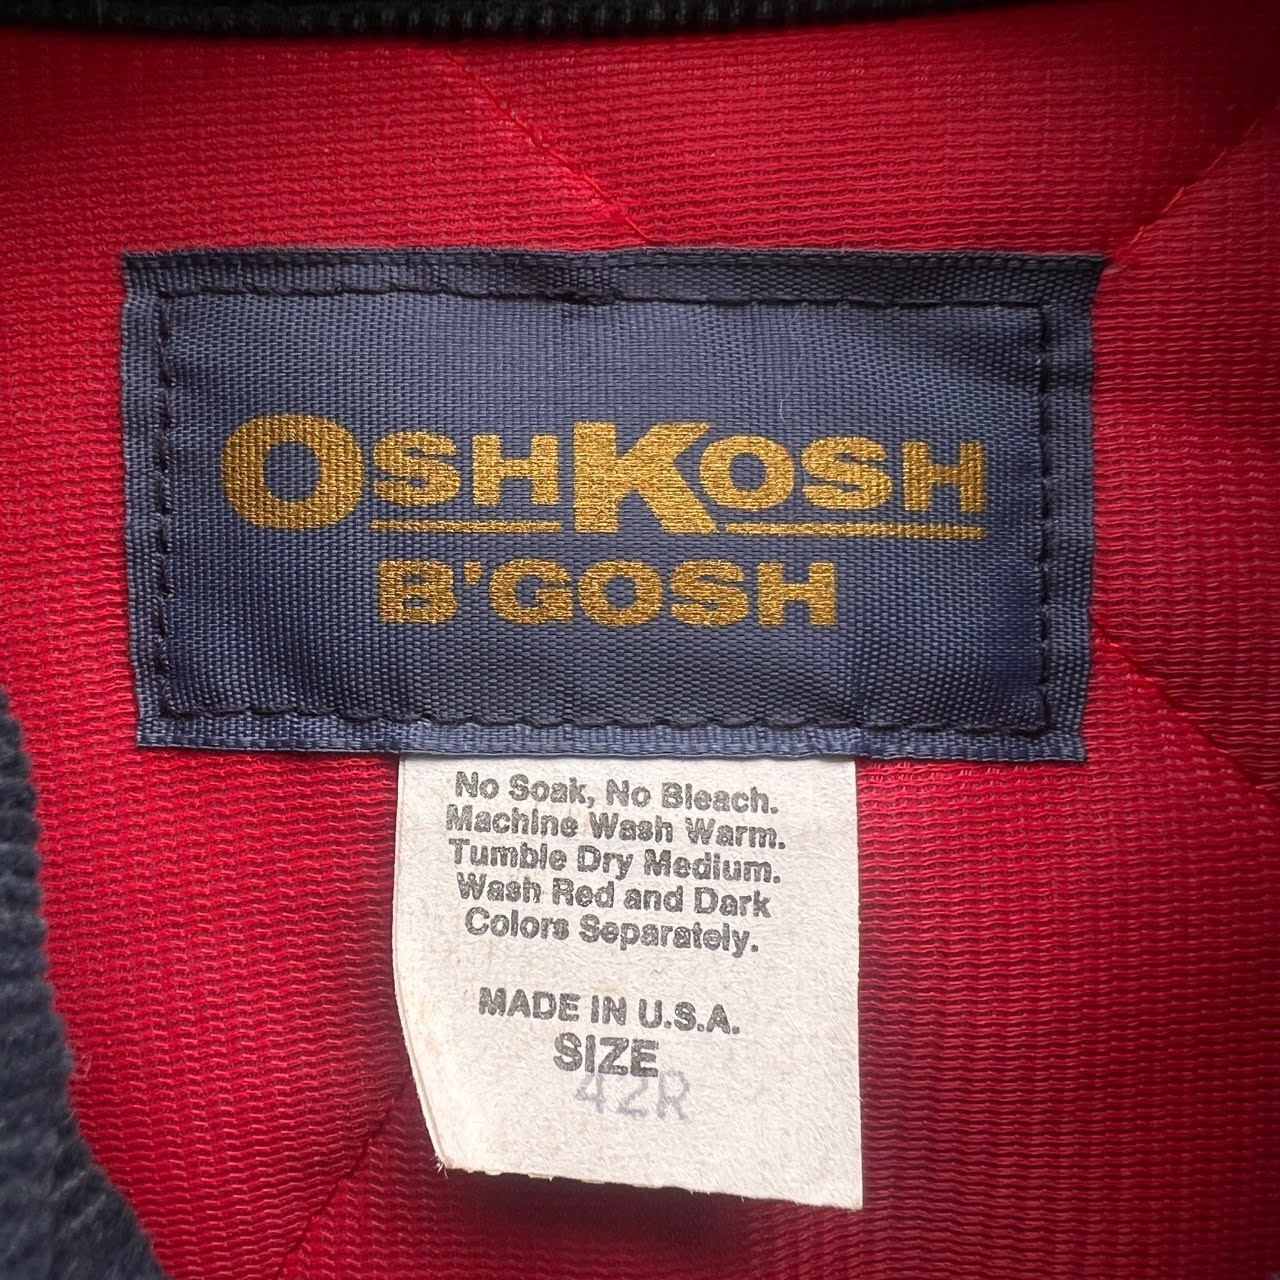 OSHKOSH
B'GOSH
No Soak, No Bleach.
Machine Wash Warm.
Tumble Dry Medium.
Wash Red and Dark
Colors Separately.
MADE IN U.S.A.
SIZE
42R